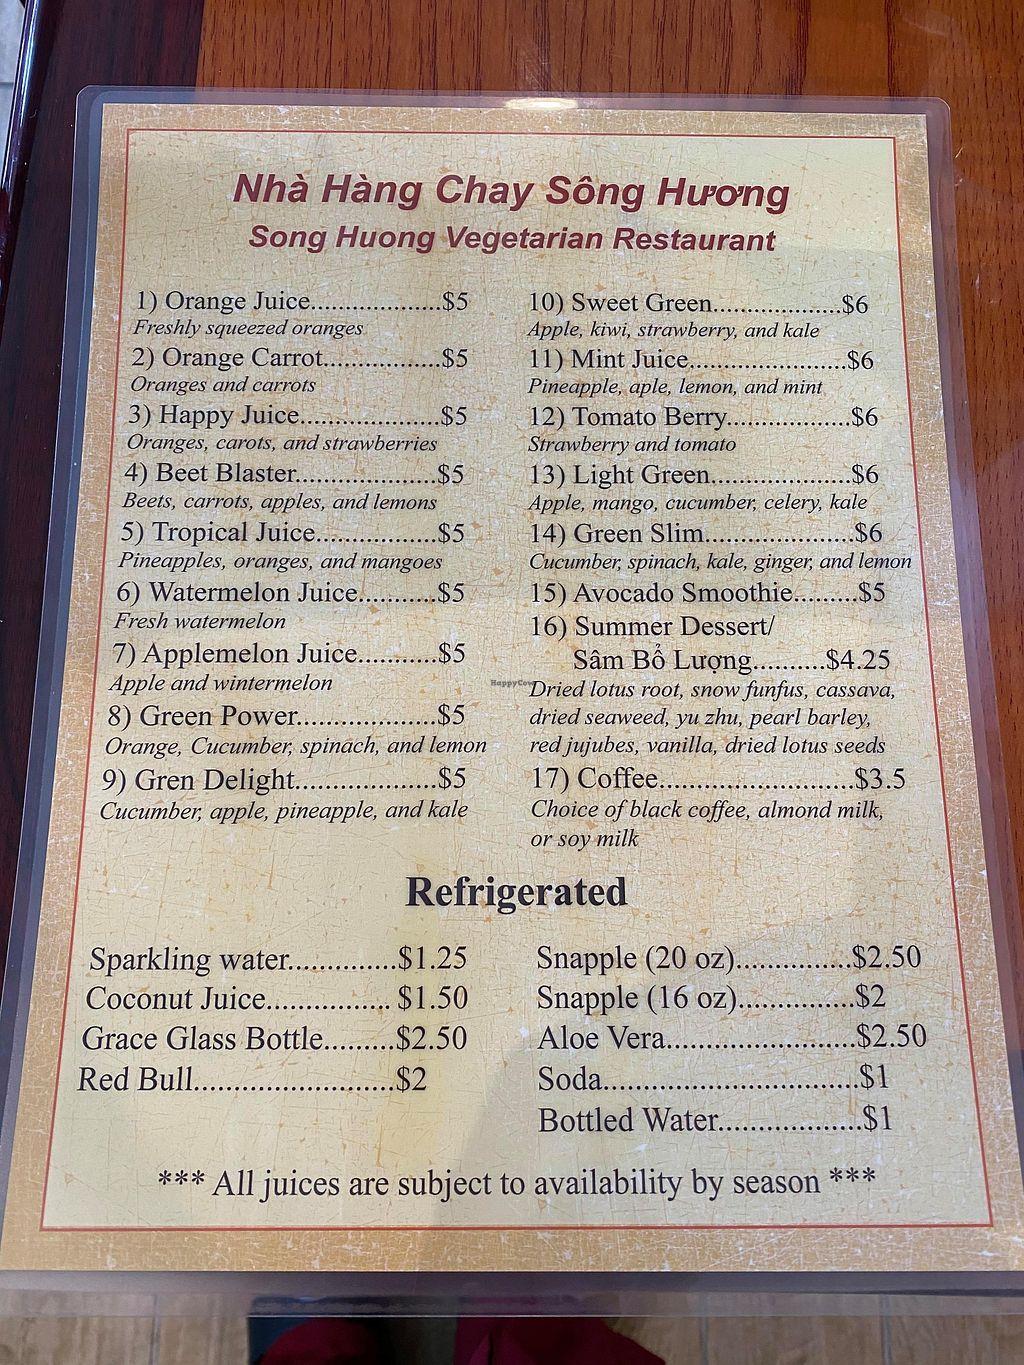 Nhà Hàng Chay Sông Hương
Song Huong Vegetarian Restaurant
1) Orange Juice....................$5
Freshly squeezed oranges
2) Orange Carrot.................$5
Oranges and carrots
3) Happy Juice.....................$5
Oranges, carots, and strawberries
4) Beet Blaster.....................$5
Beets, carrots, apples, and lemons
5) Tropical Juice..................$5
Pineapples, oranges, and mangoes
6) Watermelon Juice...........$5
Fresh watermelon
7) Applemelon Juice...........$5
Apple and wintermelon
8) Green Power....................$5
Orange, Cucumber, spinach, and lemon
9) Gren Delight....................$5
Cucumber, apple, pineapple, and kale
10) Sweet Green...................$6
Apple, kiwi, strawberry, and kale
11) Mint Juice.......................$6
Pineapple, aple, lemon, and mint
12) Tomato Berry..................$6
Strawberry and tomato
13) Light Green.....................$6
Apple, mango, cucumber, celery, kale
14) Green Slim......................$6
Cucumber, spinach, kale, ginger, and lemon
15) Avocado Smoothie.........$5
16) Summer Dessert/
Sâm Bổ Lượng..........$4.25
Dried lotus root, snow funfus, cassava,
dried seaweed, yu zhu, pearl barley,
red jujubes, vanilla, dried lotus seeds
17) Coffee............................$3.5
Choice of black coffee, almond milk,
or soy milk
HappyCow
Refrigerated
Sparkling water..............$1.25
Coconut Juice................ $1.50
Grace Glass Bottle.........$2.50
Red Bull..........................$2
Snapple (20 oz)...............$2.50
Snapple (16 oz)...............$2
Aloe Vera.........................$2.50
Soda.................................$1
Bottled Water..................$1
*** All juices are subject to availability by season ***